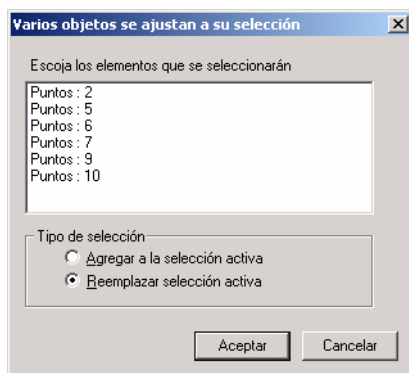 Varios objetos se ajustan a su selección
Escoja los elementos que se seleccionarán
Puntos : 2
Puntos : 5
Puntos : 6
Puntos : 7
Puntos : 9
Puntos : 10
Tipo de selección
Agregar a la selección activa
Reemplazar selección activa
Aceptar
Cancelar